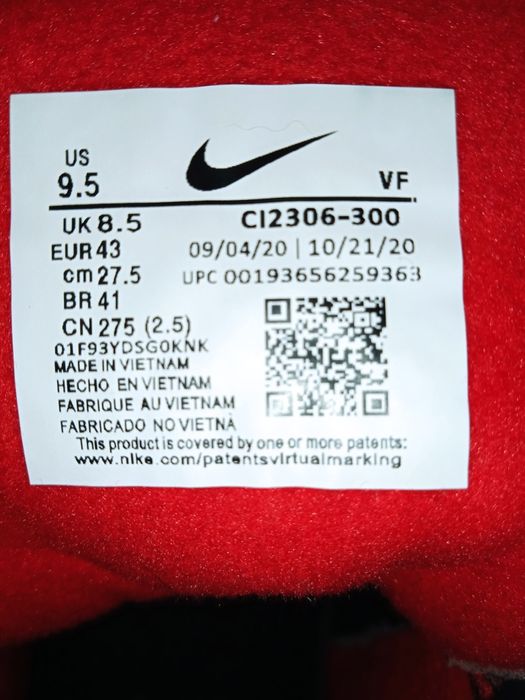 US
9.5
VF
UK 8.5
CI2306-300
EUR 43
09/04/20 | 10/21/20
cm 27.5
UPC 00193656259363
BR 41
CN 275 (2.5)
01F93YDSG0KNK
MADE IN VIETNAM
HECHO EN VIETNAM
FABRIQUE AU VIETNAM
FABRICADO NO VIETNÃ
This product is covered by one or more patents:
www.nike.com/patentsvirtualmarking